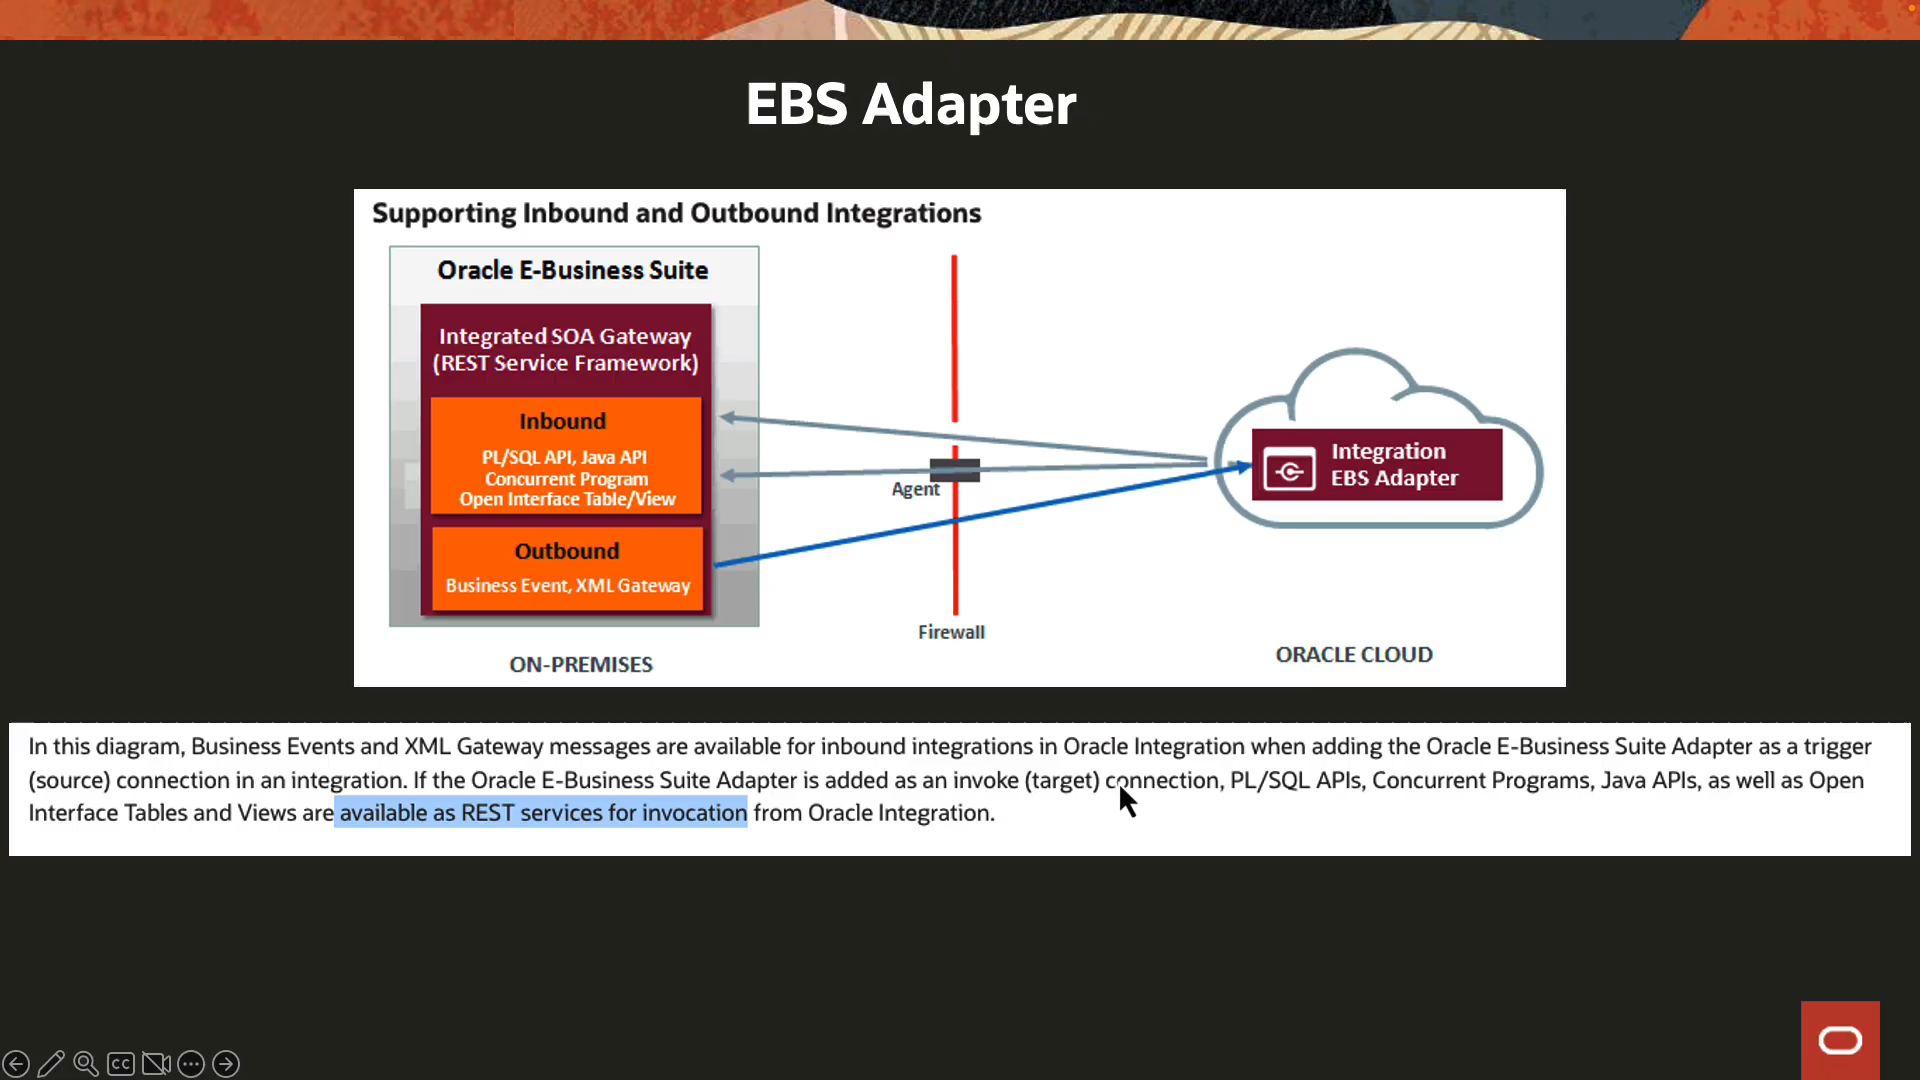 EBS Adapter
Supporting Inbound and Outbound Integrations
Oracle E-Business Suite
Integrated SOA Gateway
(REST Service Framework)
Inbound
PL/SQL API, Java API
Concurrent Program
Open Interface Table/View
Outbound
Business Event, XML Gateway
ON-PREMISES
Agent
Firewall
Integration
EBS Adapter
ORACLE CLOUD
In this diagram, Business Events and XML Gateway messages are available for inbound integrations in Oracle Integration when adding the Oracle E-Business Suite Adapter as a trigger
(source) connection in an integration. If the Oracle E-Business Suite Adapter is added as an invoke (target) connection, PL/SQL APIs, Concurrent Programs, Java APIs, as well as Open
Interface Tables and Views are available as REST services for invocation from Oracle Integration.
CC